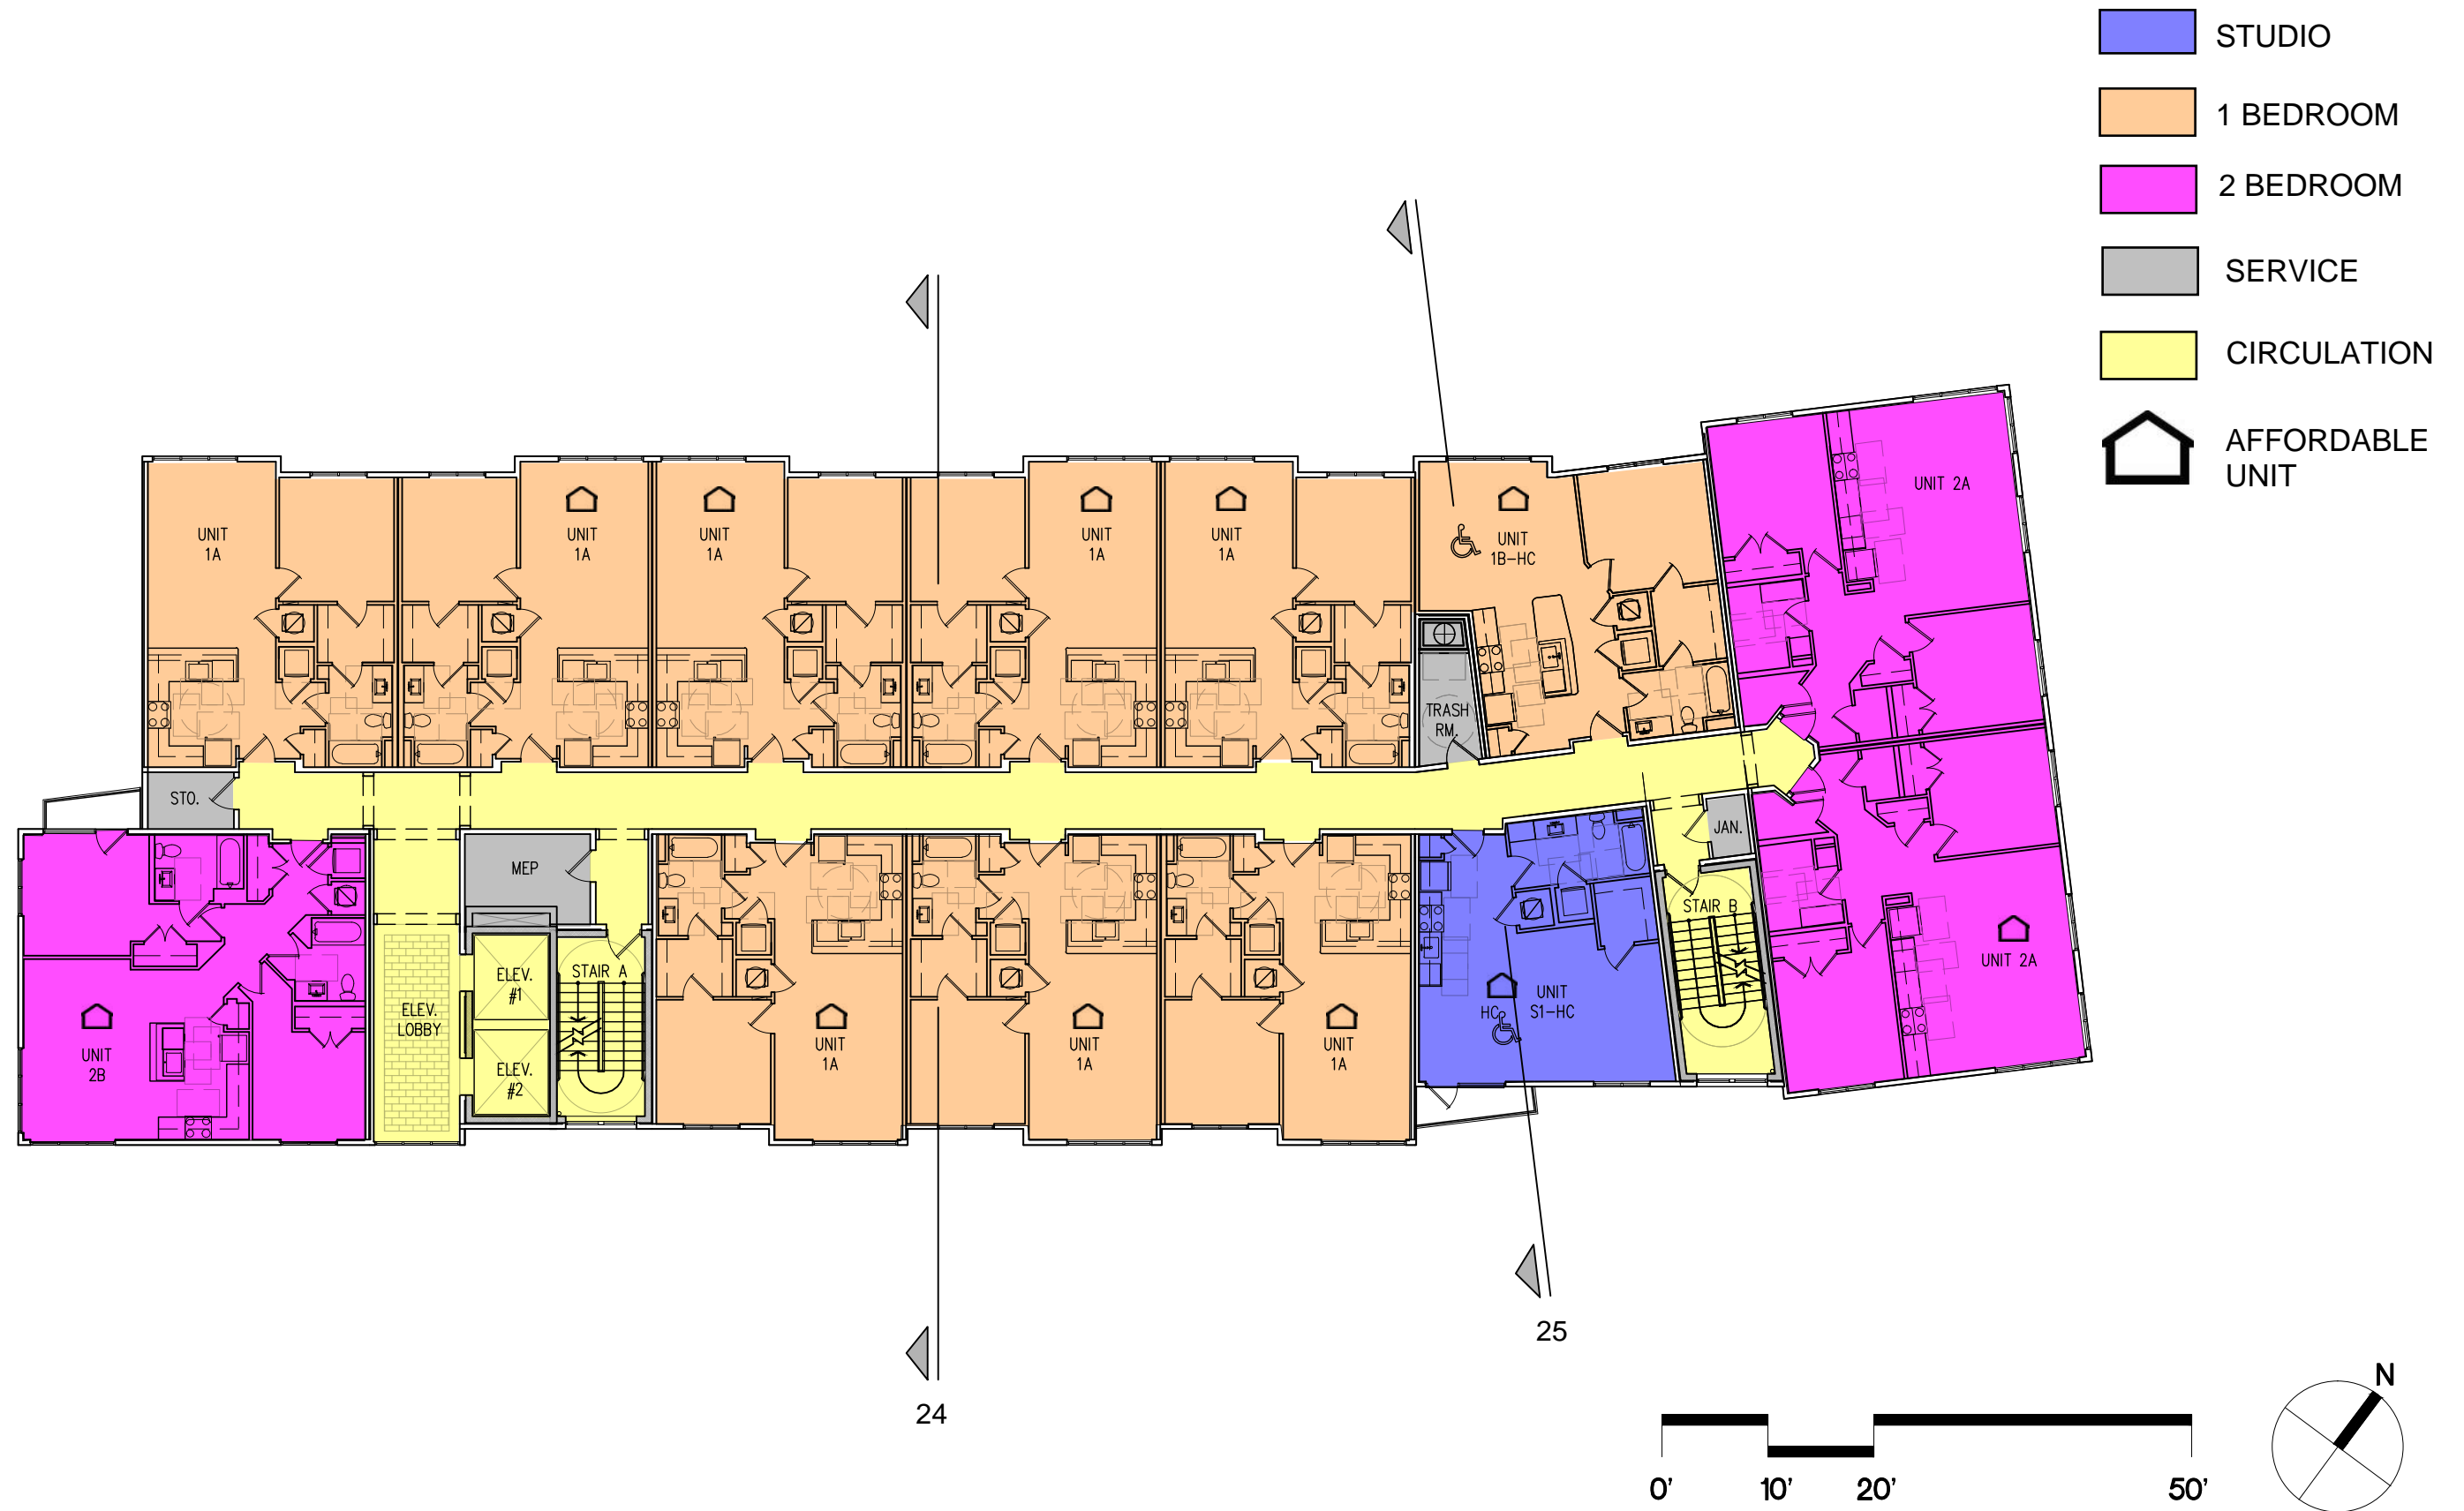 STUDIO
1 BEDROOM
2 BEDROOM
SERVICE
CIRCULATION
AFFORDABLE
UNIT
UNIT 2A
UNIT
1A
UNIT
1A
UNIT
1A
UNIT
1A
UNIT
1A
UNIT
1B-HC
TRASH
RM.
STO.
MEP
JAN.
STAIR B
UNIT 2A
STAIR A
ELEV.
#1
ELEV.
LOBBY
ELEV.
#2
UNIT
2B
UNIT
1A
UNIT
1A
UNIT
1A
HC
UNIT
S1-HC
25
24
N
0' 10' 20' 50'